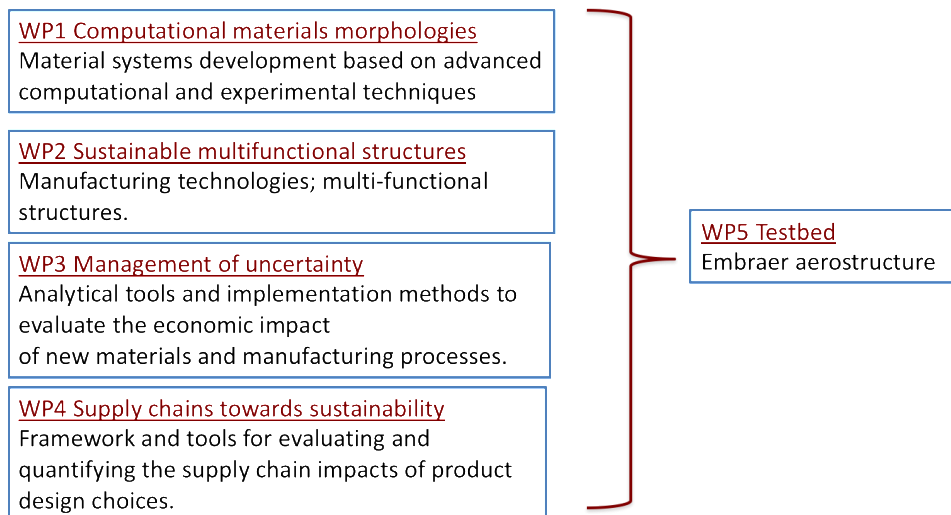 WP1 Computational materials morphologies
Material systems development based on advanced
computational and experimental techniques
WP2 Sustainable multifunctional structures
Manufacturing technologies; multi-functional
structures.
WP3 Management of uncertainty
Analytical tools and implementation methods to
evaluate the economic impact
of new materials and manufacturing processes.
WP4 Supply chains towards sustainability
Framework and tools for evaluating and
quantifying the supply chain impacts of product
design choices.
WP5 Testbed
Embraer aerostructure